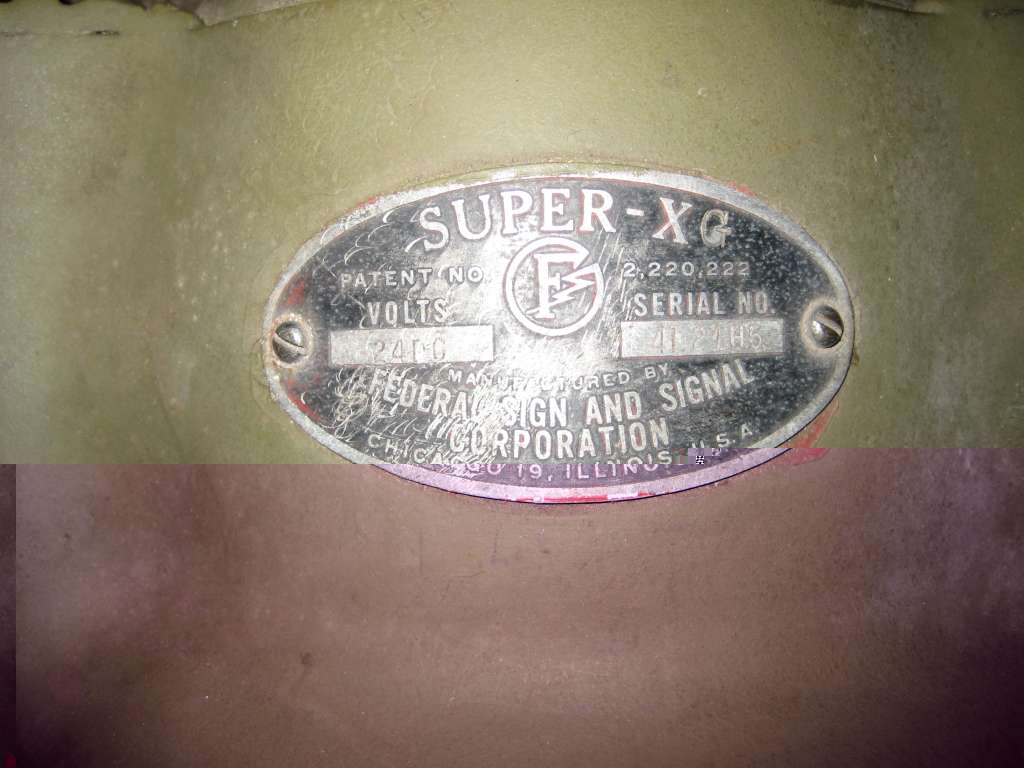 SUPER-XG
PATENT NO. 2,220,222
VOLTS SERIAL NO.
24DC
MANUFACTURED BY
FEDERAL SIGN AND SIGNAL
CORPORATION
CHICAGO 19, ILLINOIS U.S.A.